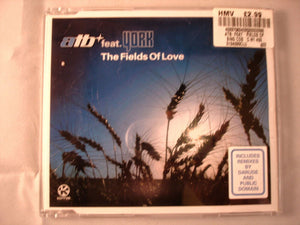 HMV £2.99
atb feat. YORK
The Fields Of Love
INCLUDES
REMIXES
BY DARUDE
AND
PUBLIC
DOMAIN